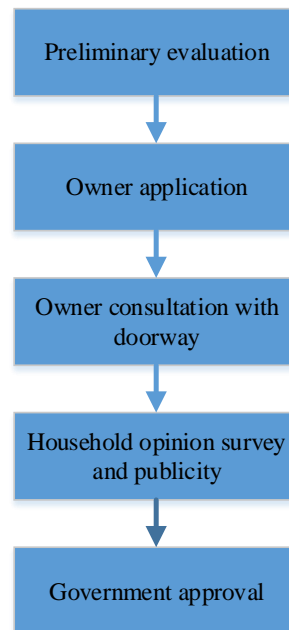 Preliminary evaluation
Owner application
Owner consultation with
doorway
Household opinion survey
and publicity
Government approval